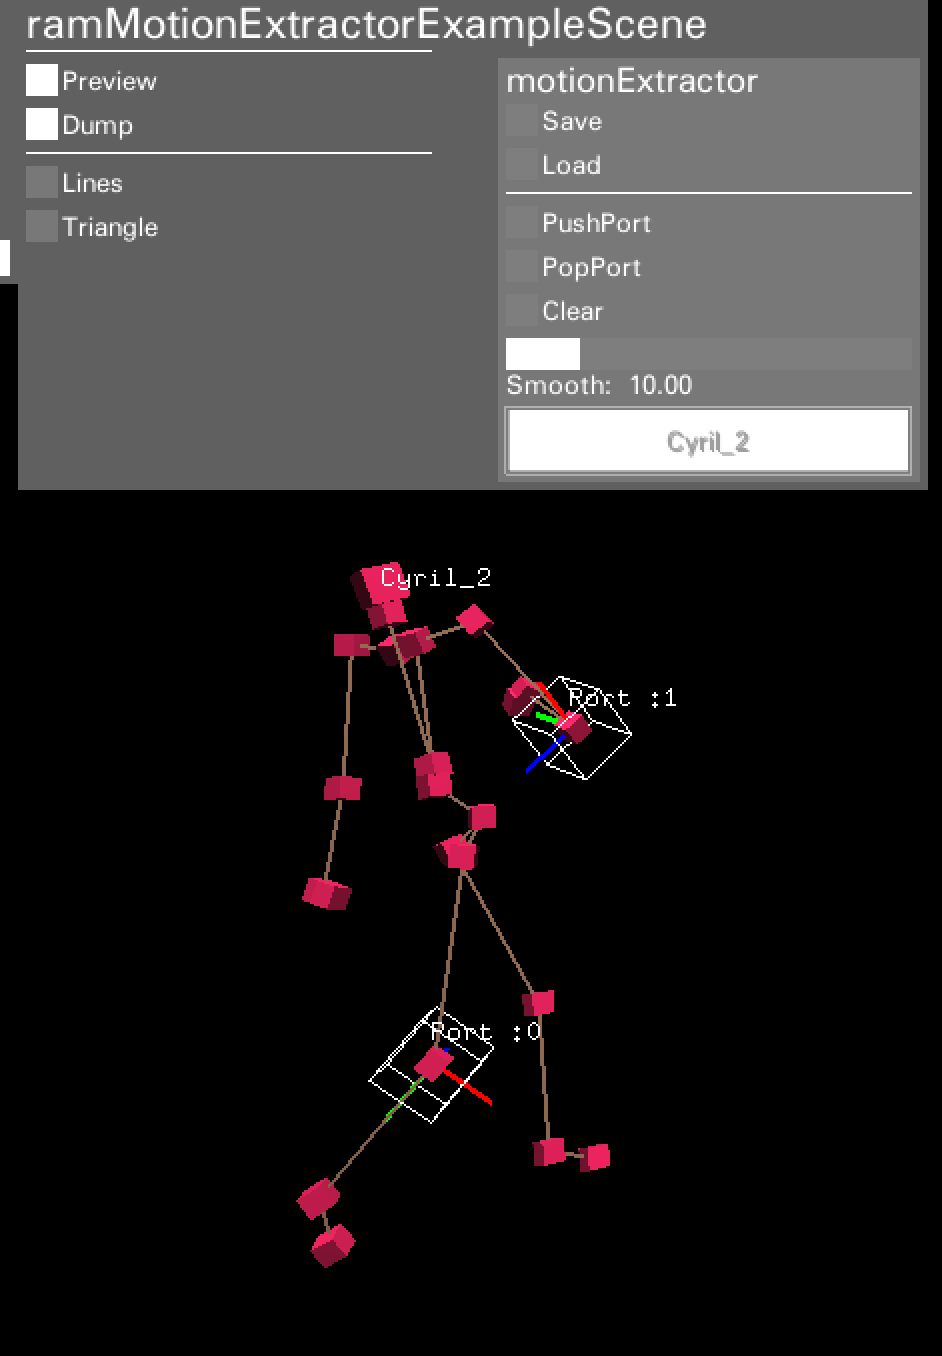 ramMotionExtractorExampleScene
Preview
Dump
Lines
Triangle
motionExtractor
Save
Load
PushPort
PopPort
Clear
Smooth: 10.00
Cyril_2
Cyril_2
Port :1
Port :0